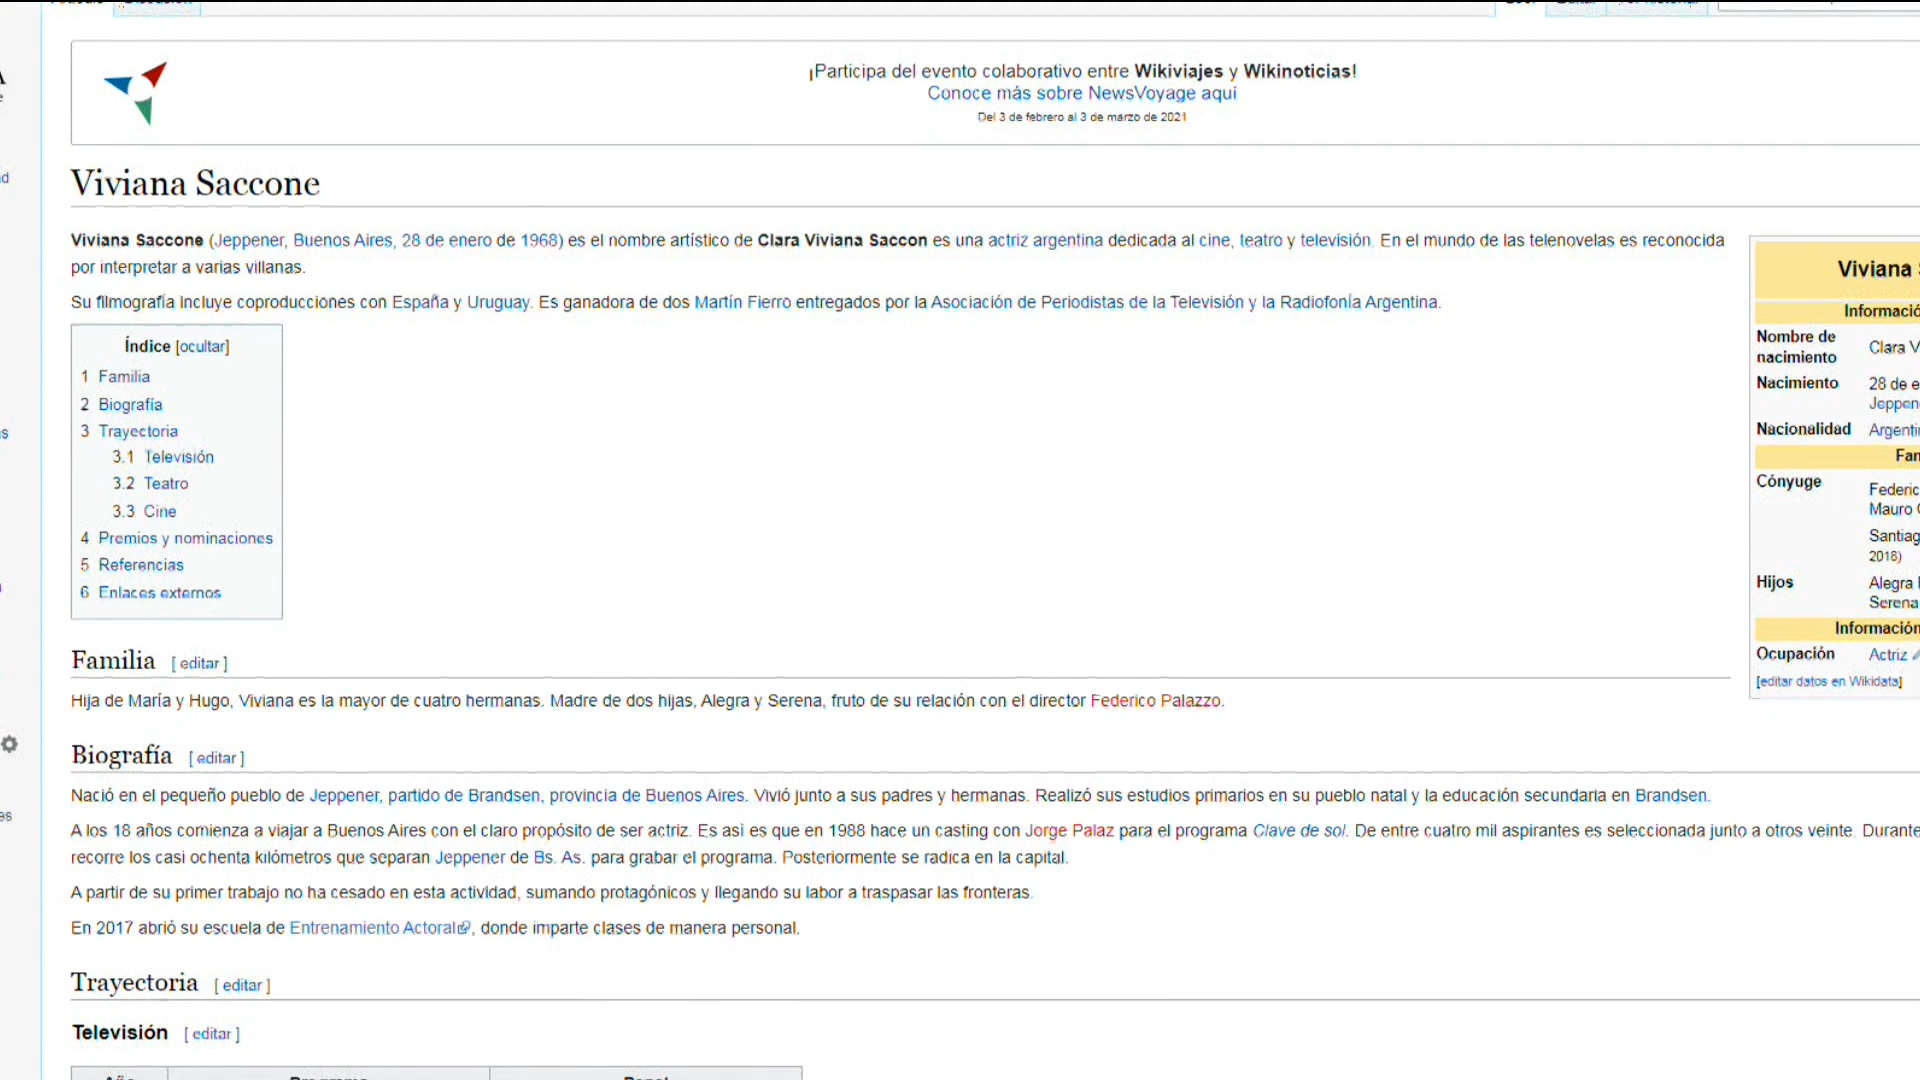 ¡Participa del evento colaborativo entre Wikiviajes y Wikinoticias!
Conoce más sobre NewsVoyage aquí
Del 3 de febrero al 3 de marzo de 2021
Viviana Saccone
Viviana Saccone (Jeppener, Buenos Aires, 28 de enero de 1968) es el nombre artístico de Clara Viviana Saccon es una actriz argentina dedicada al cine, teatro y televisión. En el mundo de las telenovelas es reconocida
por interpretar a varias villanas.
Su filmografía incluye coproducciones con España y Uruguay. Es ganadora de dos Martín Fierro entregados por la Asociación de Periodistas de la Televisión y la Radiofonía Argentina.
Índice [ocultar]
1 Familia
2 Biografía
3 Trayectoria
3.1 Televisión
3.2 Teatro
3.3 Cine
4 Premios y nominaciones
5 Referencias
6 Enlaces externos
Viviana
Nombre de
nacimiento
Clara
Nacimiento
28 de
Nacionalidad
Cónyuge
Mauro
2018)
Hijos
Alegra
Serena
Información
Ocupación
Actriz
[editar datos en Wikidata]
Familia [ editar ]
Hija de María y Hugo, Viviana es la mayor de cuatro hermanas. Madre de dos hijas, Alegra y Serena, fruto de su relación con el director Federico Palazzo.
Biografía [ editar ]
Nació en el pequeño pueblo de Jeppener, partido de Brandsen, provincia de Buenos Aires. Vivió junto a sus padres y hermanas. Realizó sus estudios primarios en su pueblo natal y la educación secundaria en Brandsen.
A los 18 años comienza a viajar a Buenos Aires con el claro propósito de ser actriz. Es así es que en 1988 hace un casting con Jorge Palaz para el programa Clave de sol. De entre cuatro mil aspirantes es seleccionada junto a otros veinte. Durante
recorre los casi ochenta kilómetros que separan Jeppener de Bs. As. para grabar el programa. Posteriormente se radica en la capital.
A partir de su primer trabajo no ha cesado en esta actividad, sumando protagónicos y llegando su labor a traspasar las fronteras.
En 2017 abrió su escuela de Entrenamiento Actoral, donde imparte clases de manera personal.
Trayectoria [ editar ]
Televisión [ editar ]